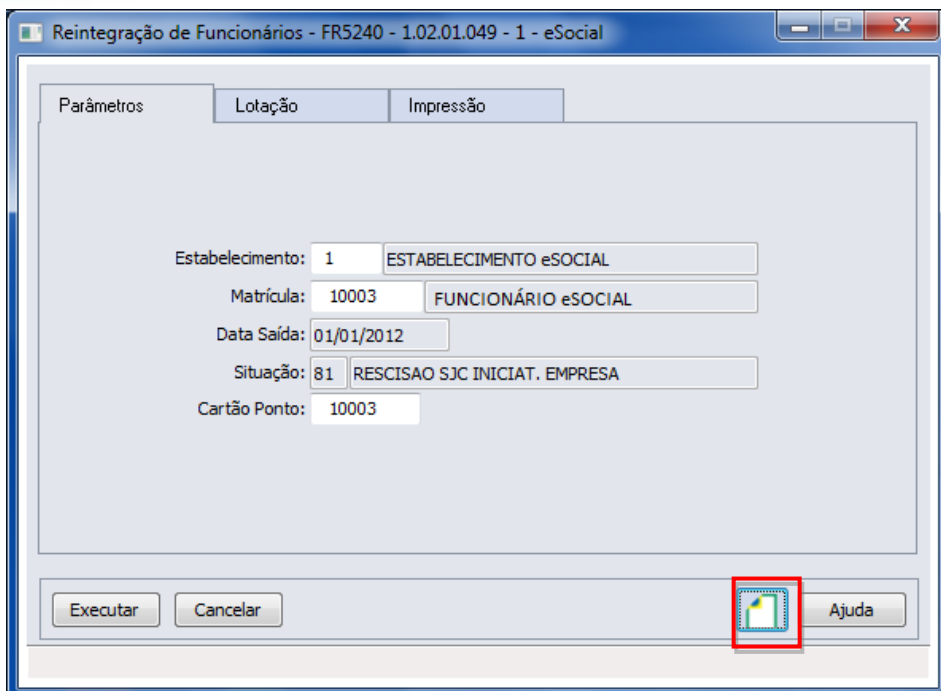 Reintegração de Funcionários - FR5240 - 1.02.01.049 - 1 - eSocial
Parâmetros Lotação Impressão
Estabelecimento: 1 ESTABELECIMENTO eSOCIAL
Matrícula: 10003 FUNCIONÁRIO eSOCIAL
Data Saída: 01/01/2012
Situação: 81 RESCISAO SJC INICIAT. EMPRESA
Cartão Ponto: 10003
Executar Cancelar Ajuda